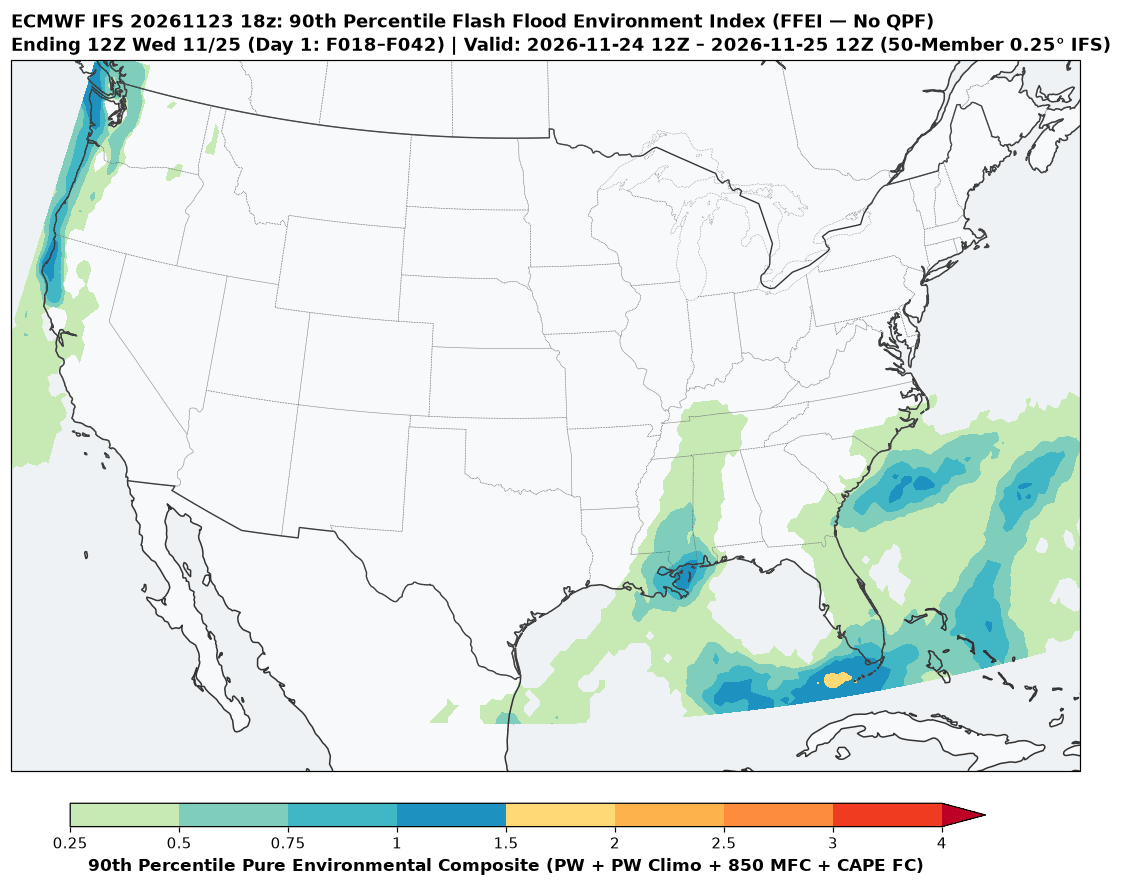 ECMWF IFS 20261123 18z: 90th Percentile Flash Flood Environment Index (FFEI — No QPF)
Ending 12Z Wed 11/25 (Day 1: F018–F042) | Valid: 2026-11-24 12Z – 2026-11-25 12Z (50-Member 0.25° IFS)
0.25 0.5 0.75 1 1.5 2 2.5 3 4
90th Percentile Pure Environmental Composite (PW + PW Climo + 850 MFC + CAPE FC)